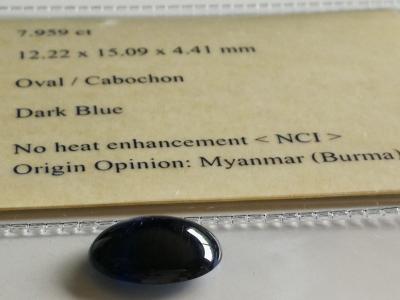 7.959 ct
12.22 x 15.09 x 4.41 mm
Oval / Cabochon
Dark Blue
No heat enhancement < NCI >
Origin Opinion: Myanmar (Burma)